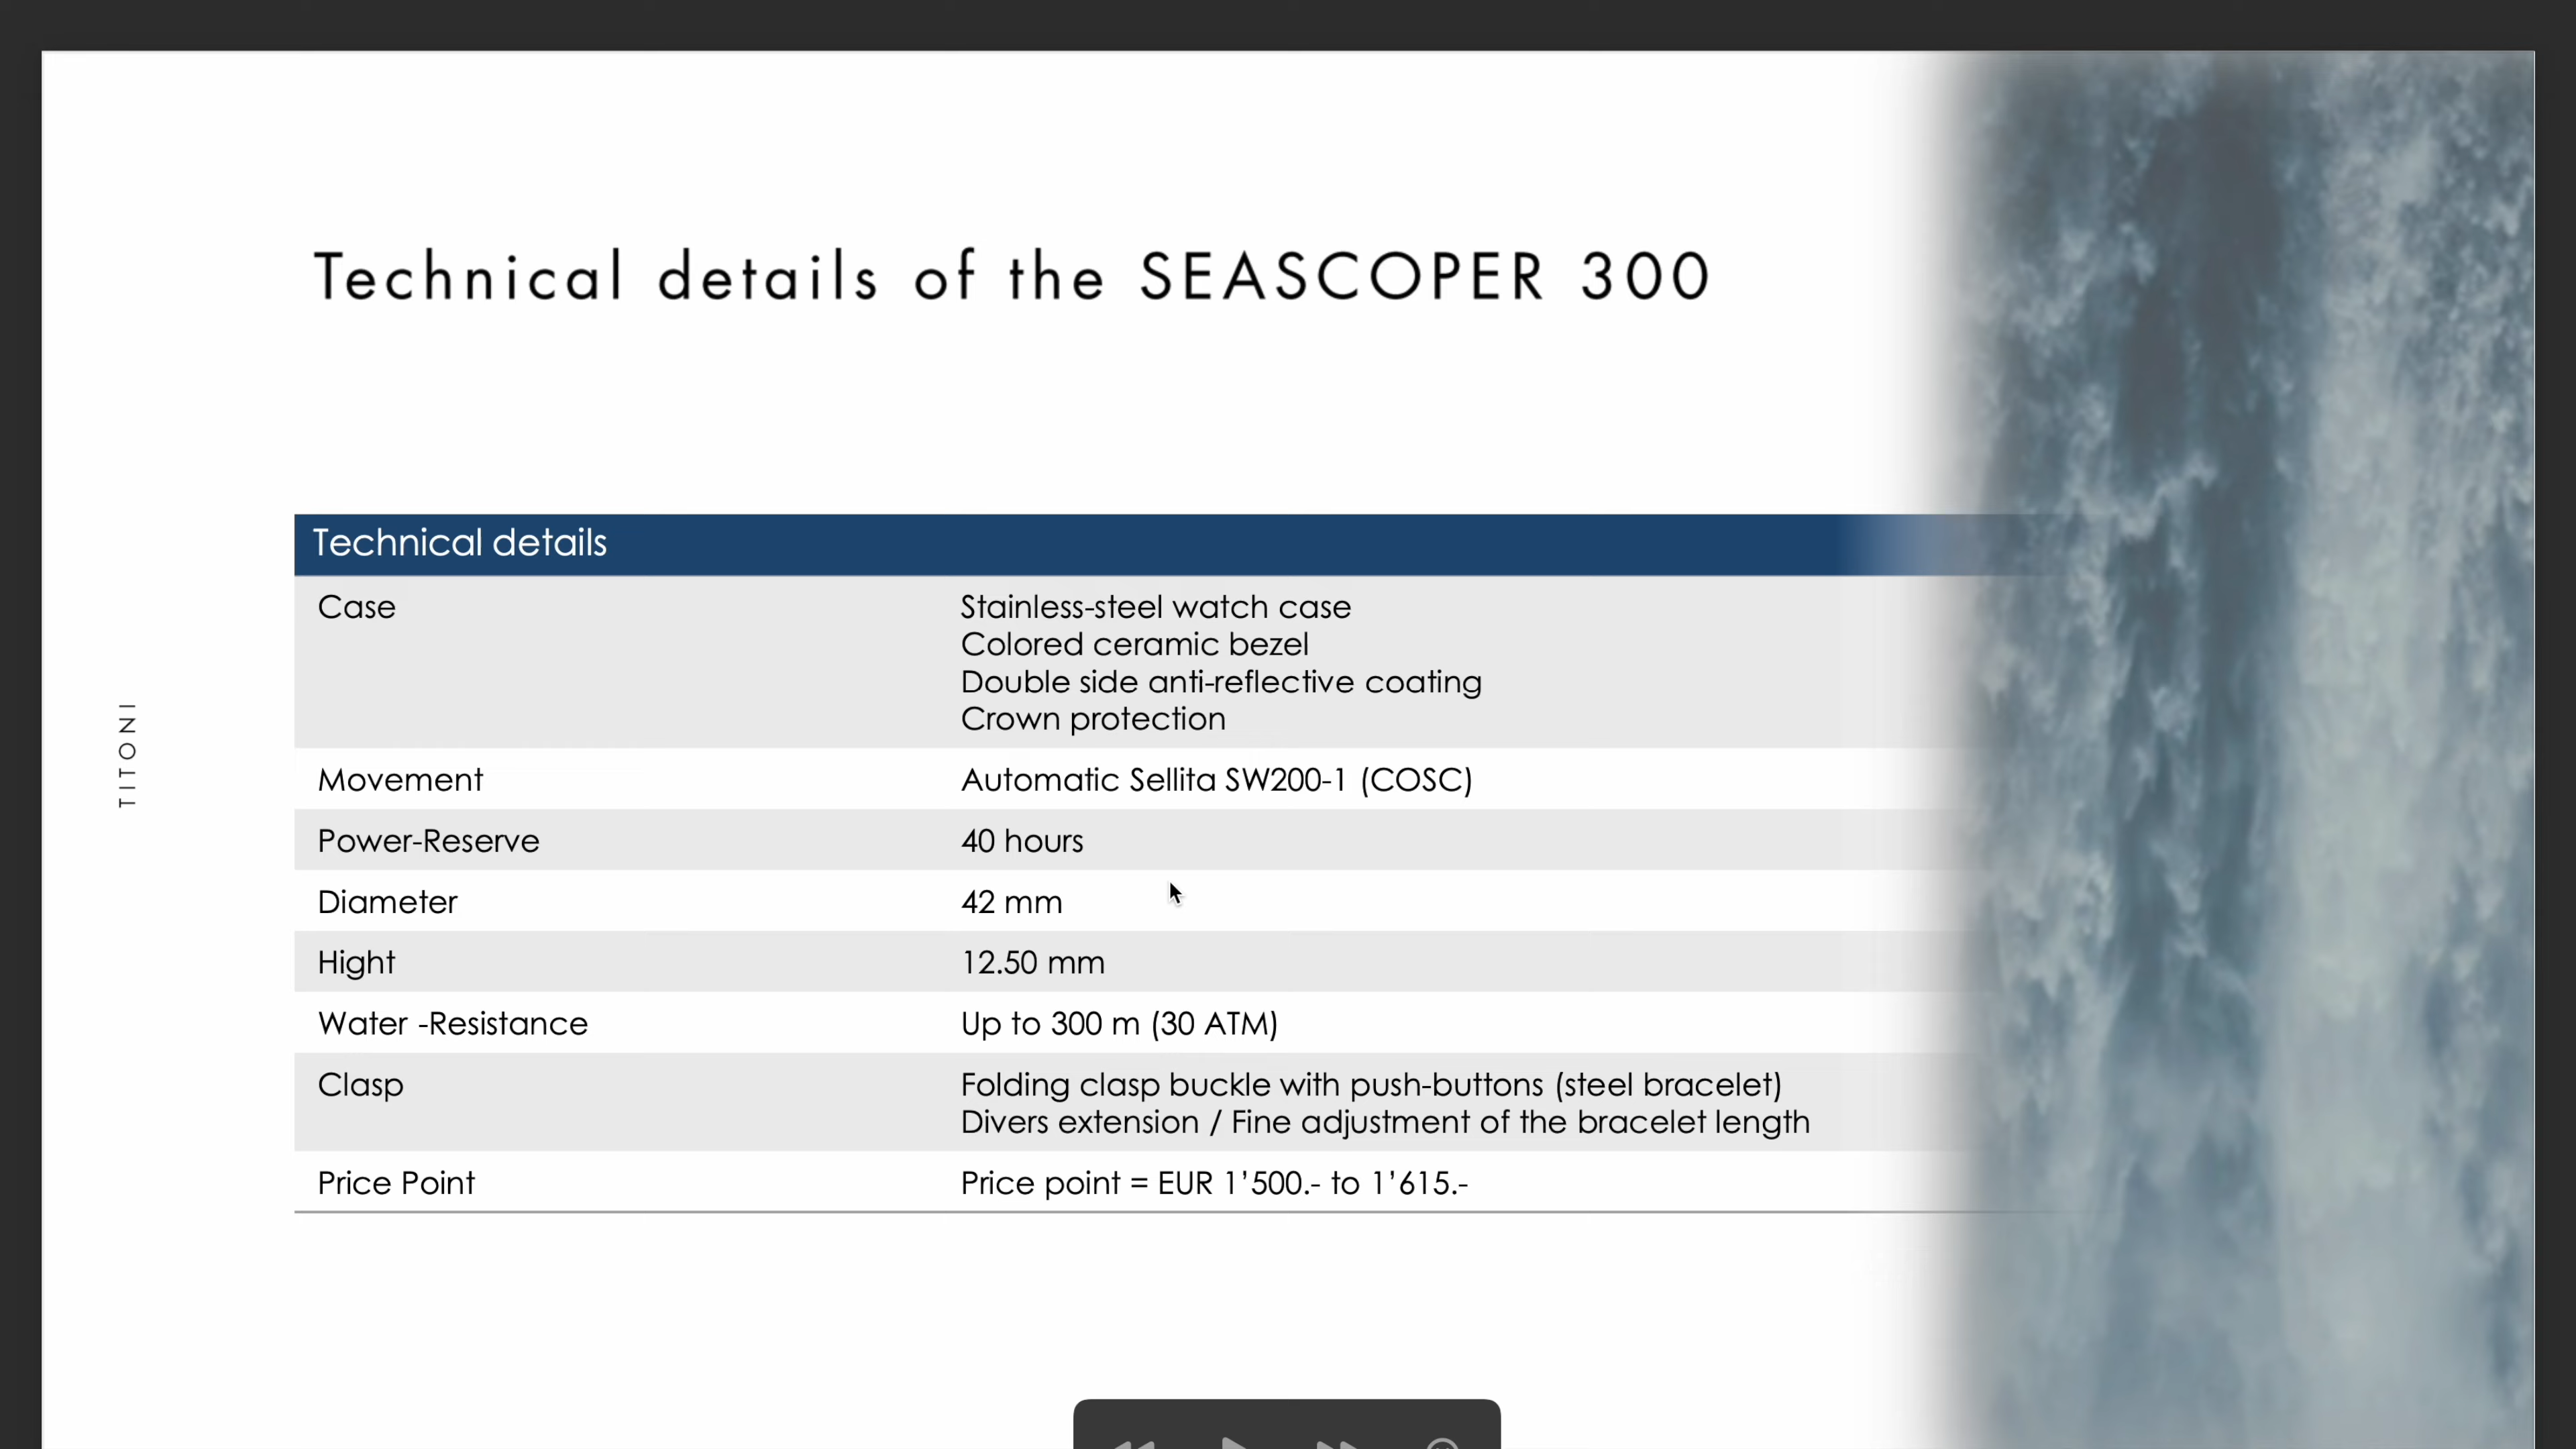 Technical details of the SEASCOPER 300
Technical details
Case
Stainless-steel watch case
Colored ceramic bezel
Double side anti-reflective coating
Crown protection
Movement
Automatic Sellita SW200-1 (COSC)
Power-Reserve
40 hours
Diameter
42 mm
Hight
12.50 mm
Water -Resistance
Up to 300 m (30 ATM)
Clasp
Folding clasp buckle with push-buttons (steel bracelet)
Divers extension / Fine adjustment of the bracelet length
Price Point
Price point = EUR 1’500.- to 1’615.-
TITONI